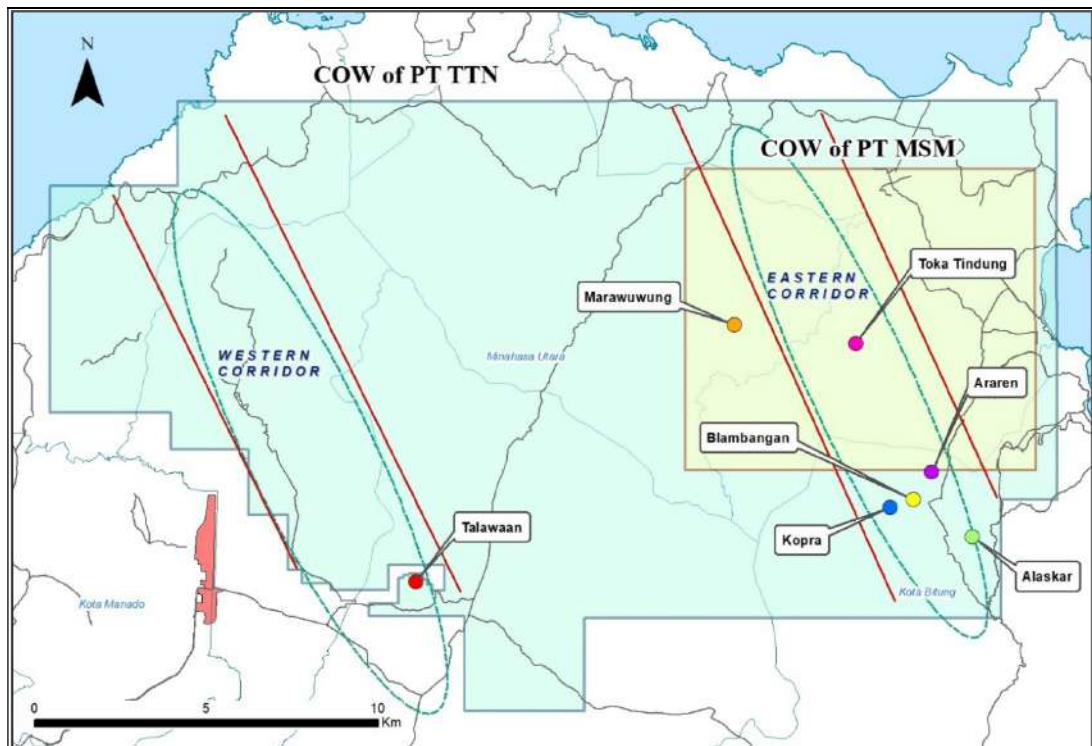 N
COW of PT TTN
COW of PT MSM
Toka Tindung
EASTERN
CORRIDOR
Marawuwung
WESTERN
CORRIDOR
Minahasa Utara
Araren
Blambangan
Talawaan
Kopra
Alaskar
Kota Manado
Kota Bitung
0 5 10
Km